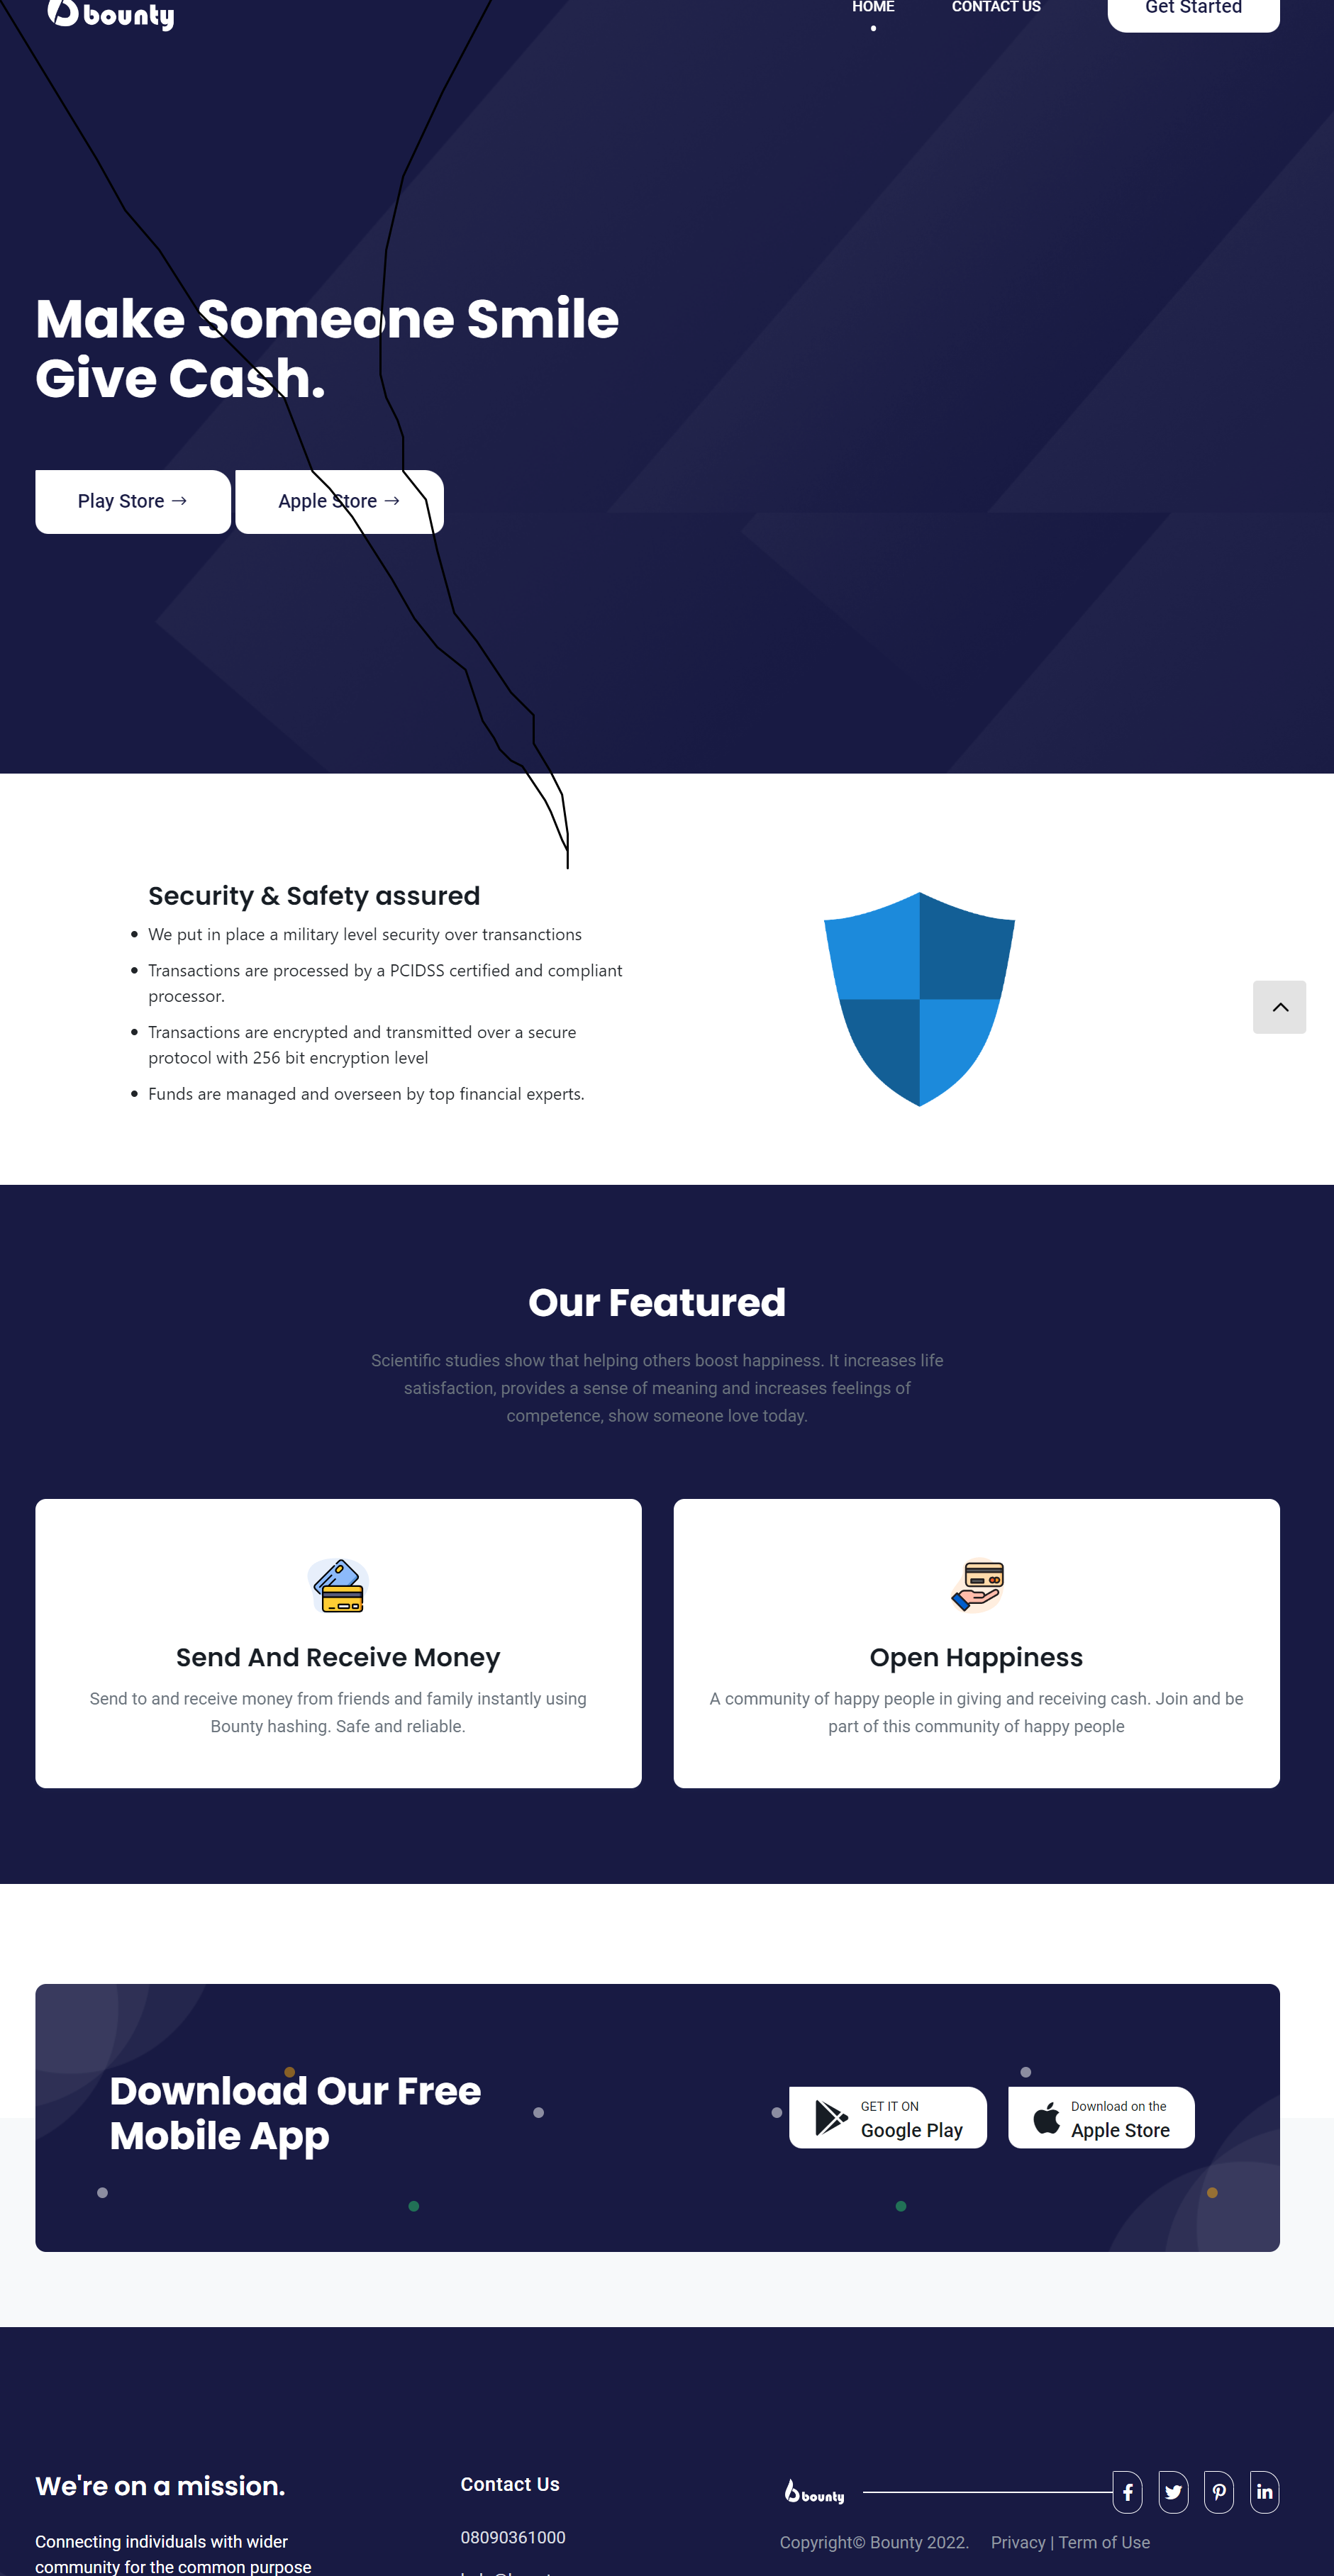 bounty
HOME
CONTACT US
Get Started
Make Someone Smile
Give Cash.
Play Store →
Apple Store →
Security & Safety assured
• We put in place a military level security over transanctions
• Transactions are processed by a PCIDSS certified and compliant
processor.
• Transactions are encrypted and transmitted over a secure
protocol with 256 bit encryption level
• Funds are managed and overseen by top financial experts.
Our Featured
Scientific studies show that helping others boost happiness. It increases life
satisfaction, provides a sense of meaning and increases feelings of
competence, show someone love today.
Send And Receive Money
Send to and receive money from friends and family instantly using
Bounty hashing. Safe and reliable.
Open Happiness
A community of happy people in giving and receiving cash. Join and be
part of this community of happy people
Download Our Free
Mobile App
GET IT ON
Google Play
Download on the
Apple Store
We're on a mission.
Connecting individuals with wider
community for the common purpose
Contact Us
08090361000
bounty
Copyright© Bounty 2022.
Privacy | Term of Use